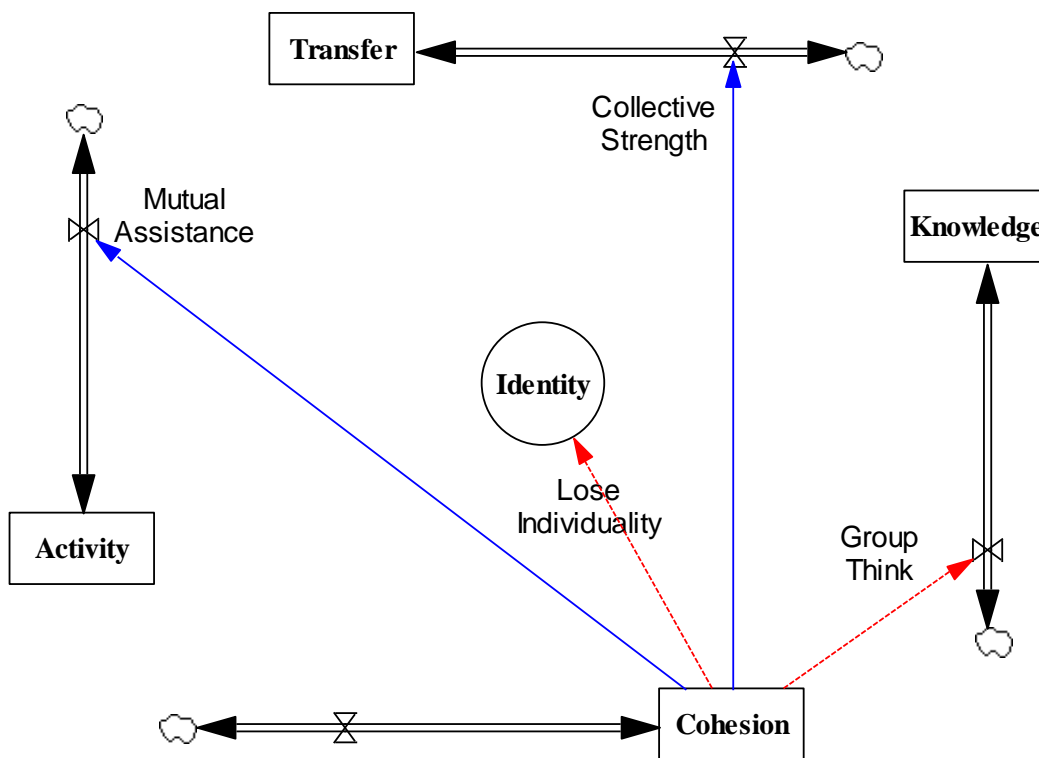 Transfer
Collective
Strength
Mutual
Assistance
Knowledge
Identity
Lose
Individuality
Activity
Group
Think
Cohesion